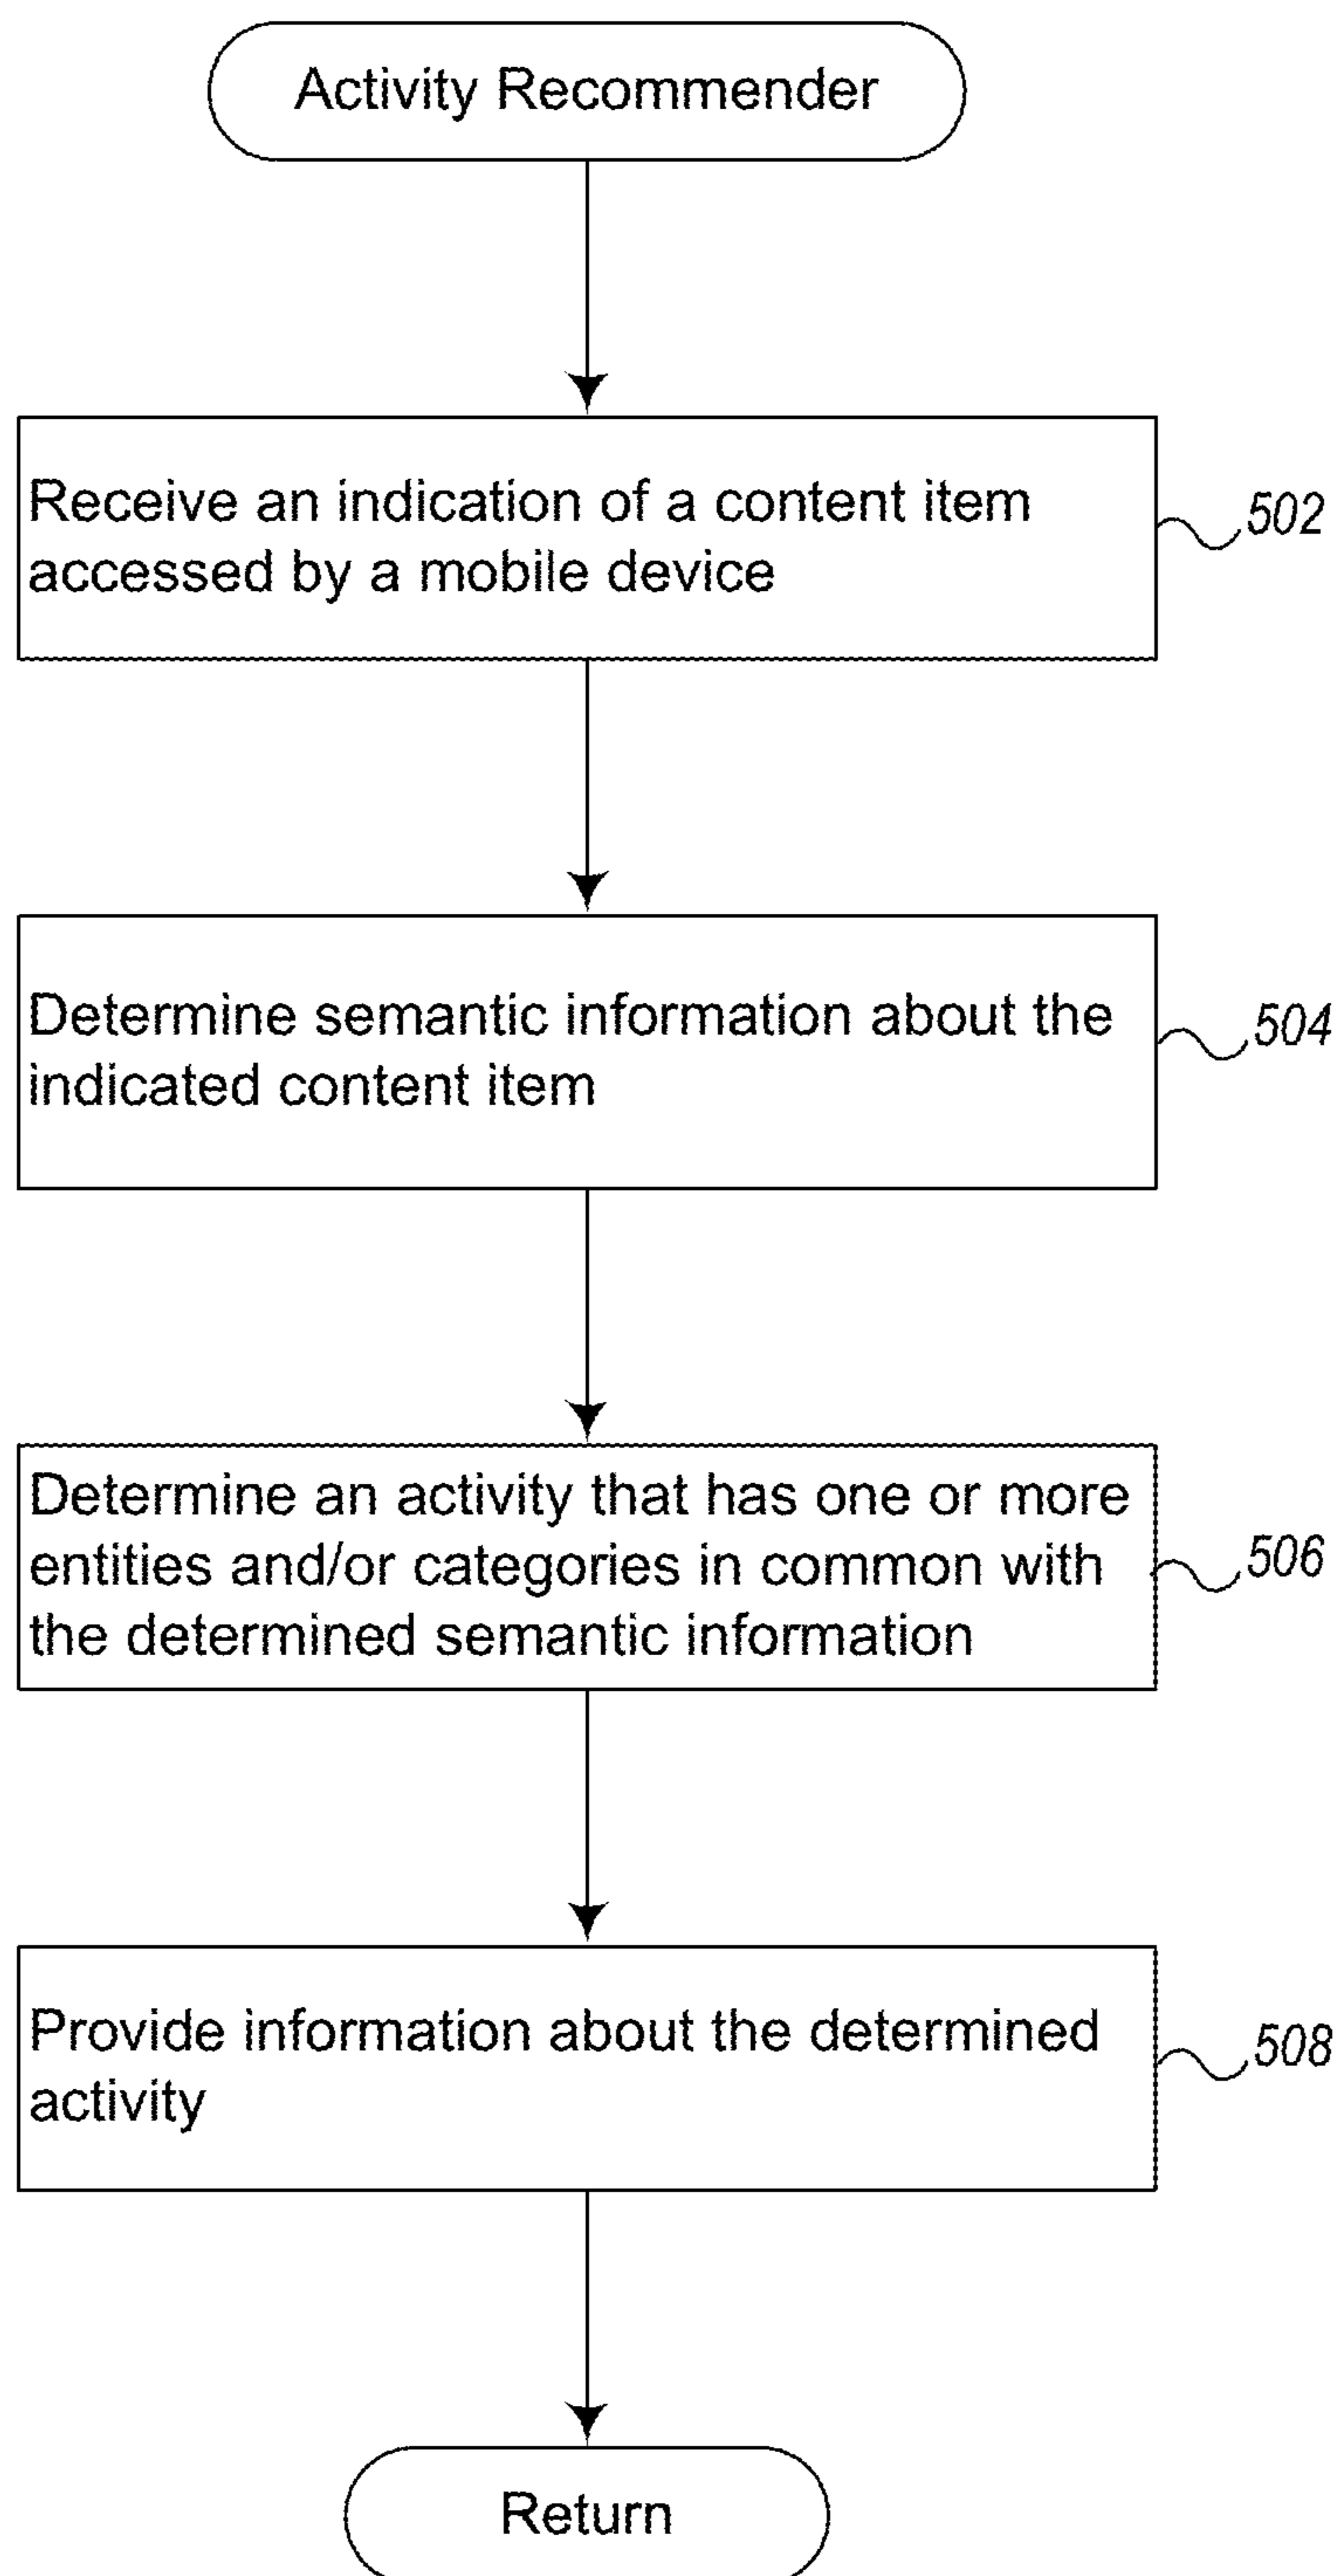 Activity Recommender
Receive an indication of a content item
accessed by a mobile device
502
Determine semantic information about the
indicated content item
504
Determine an activity that has one or more
entities and/or categories in common with
the determined semantic information
506
Provide information about the determined
activity
508
Return